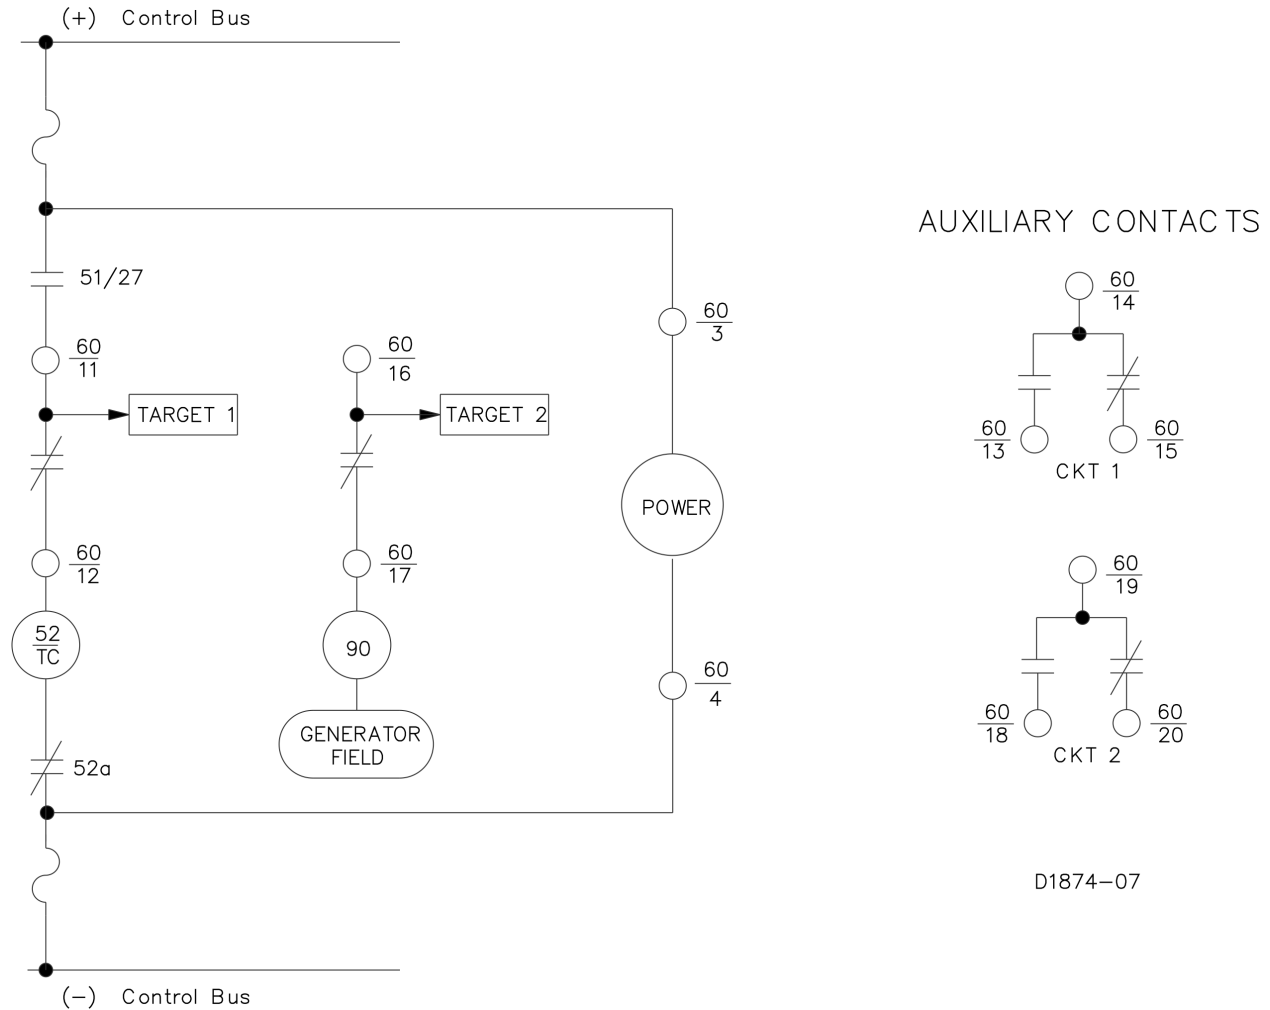 (+) Control Bus
AUXILIARY CONTACTS
51/27
60
14
60
3
60
11
60
16
TARGET 1
TARGET 2
60
13
60
15
CKT 1
POWER
60
12
60
17
60
19
52
TC
90
60
4
60
18
60
20
CKT 2
GENERATOR
FIELD
52a
D1874-07
(-) Control Bus